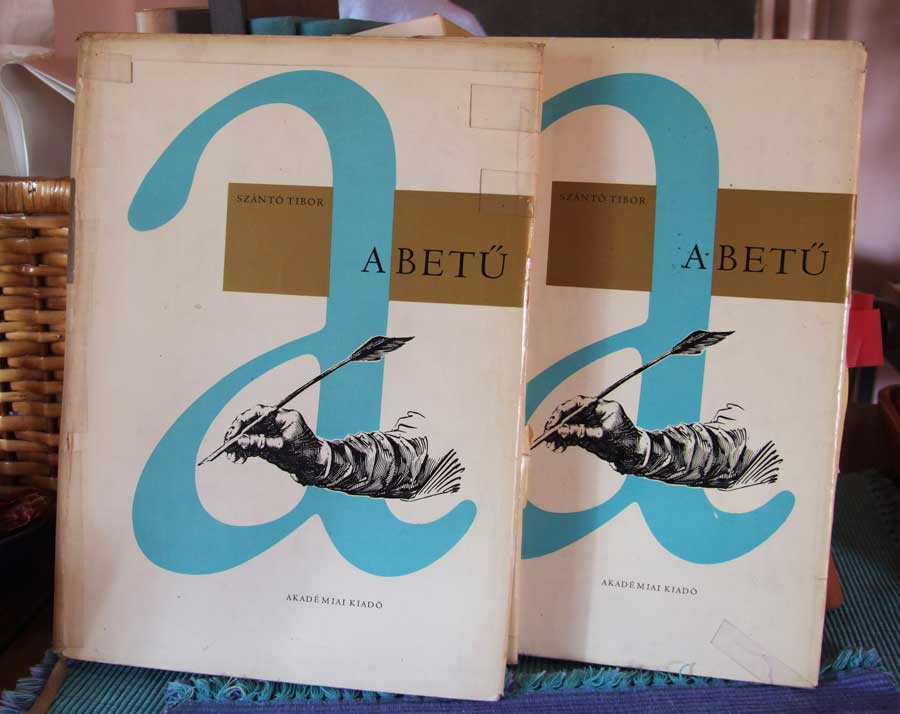 SZÁNTÓ TIBOR
A BETŰ
AKADÉMIAI KIADÓ
SZÁNTÓ TIBOR
A BETŰ
AKADÉMIAI KIADÓ